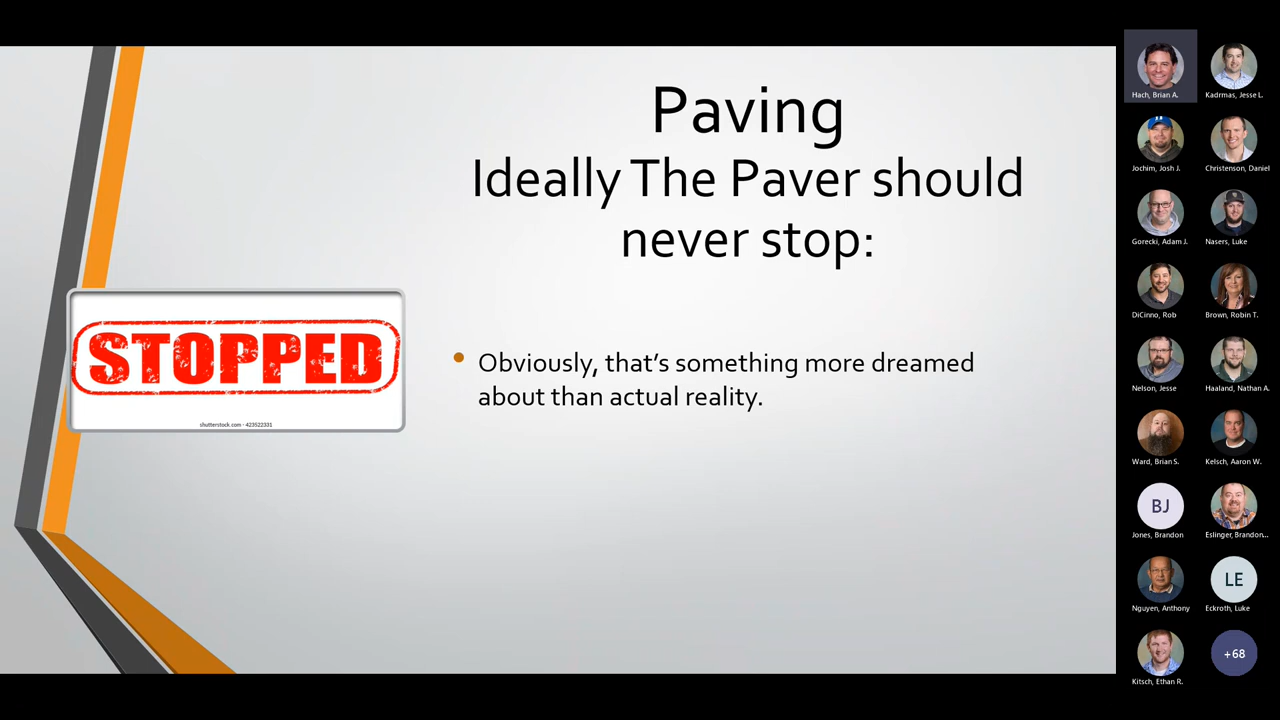 Paving
Ideally The Paver should
never stop:
STOPPED
shutterstock.com · 423522331
Obviously, that's something more dreamed
about than actual reality.
Hach, Brian A.
Kadrmas, Jesse L.
Jochim, Josh J.
Christenson, Daniel
Gorecki, Adam J.
Nasers, Luke
DiCinno, Rob
Brown, Robin T.
Nelson, Jesse
Haaland, Nathan A.
Ward, Brian S.
Kelsch, Aaron W.
BJ
Jones, Brandon
Eslinger, Brandon...
Nguyen, Anthony
LE
Eckroth, Luke
Kitsch, Ethan R.
+68